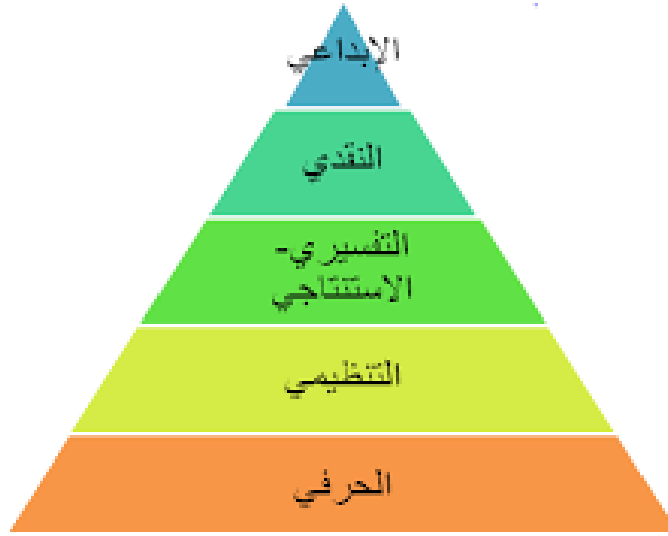 الإبداعي
النقدي
التفسيري-
الاستنتاجي
التنظيمي
الحرفي